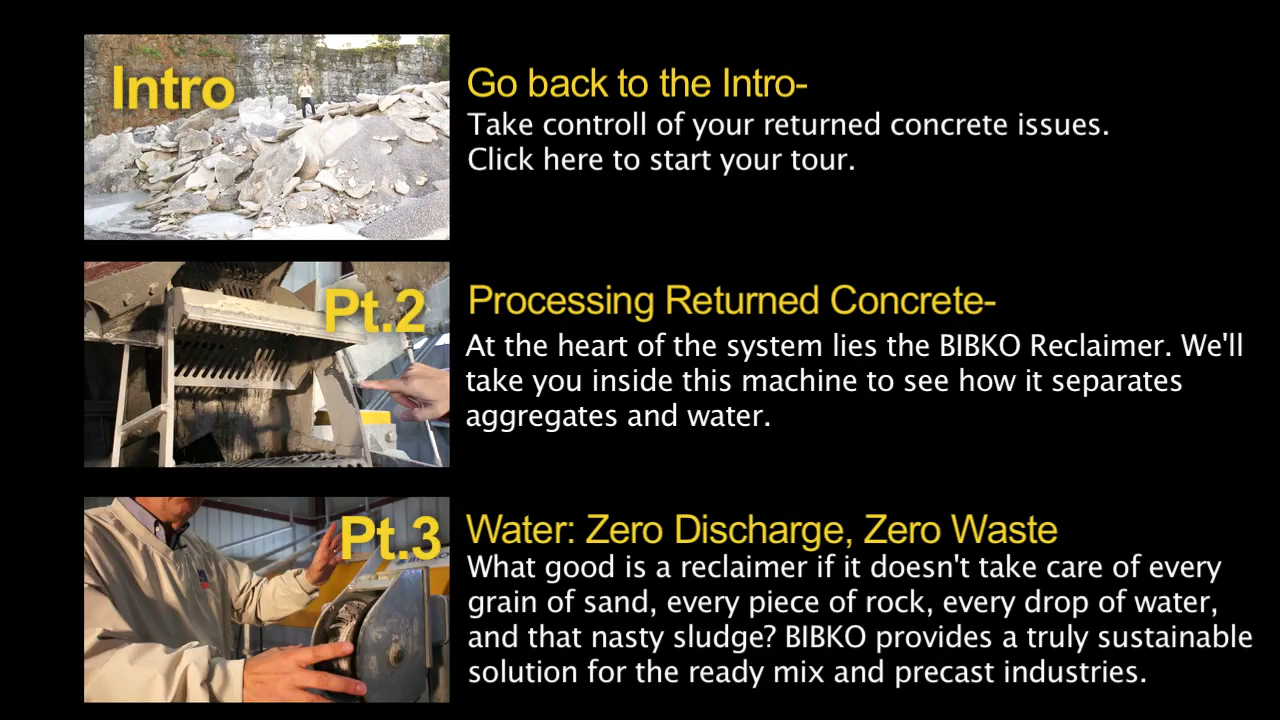 Intro
Go back to the Intro-
Take controll of your returned concrete issues.
Click here to start your tour.
Pt.2
Processing Returned Concrete-
At the heart of the system lies the BIBKO Reclaimer. We'll
take you inside this machine to see how it separates
aggregates and water.
Pt.3
Water: Zero Discharge, Zero Waste
What good is a reclaimer if it doesn't take care of every
grain of sand, every piece of rock, every drop of water,
and that nasty sludge? BIBKO provides a truly sustainable
solution for the ready mix and precast industries.